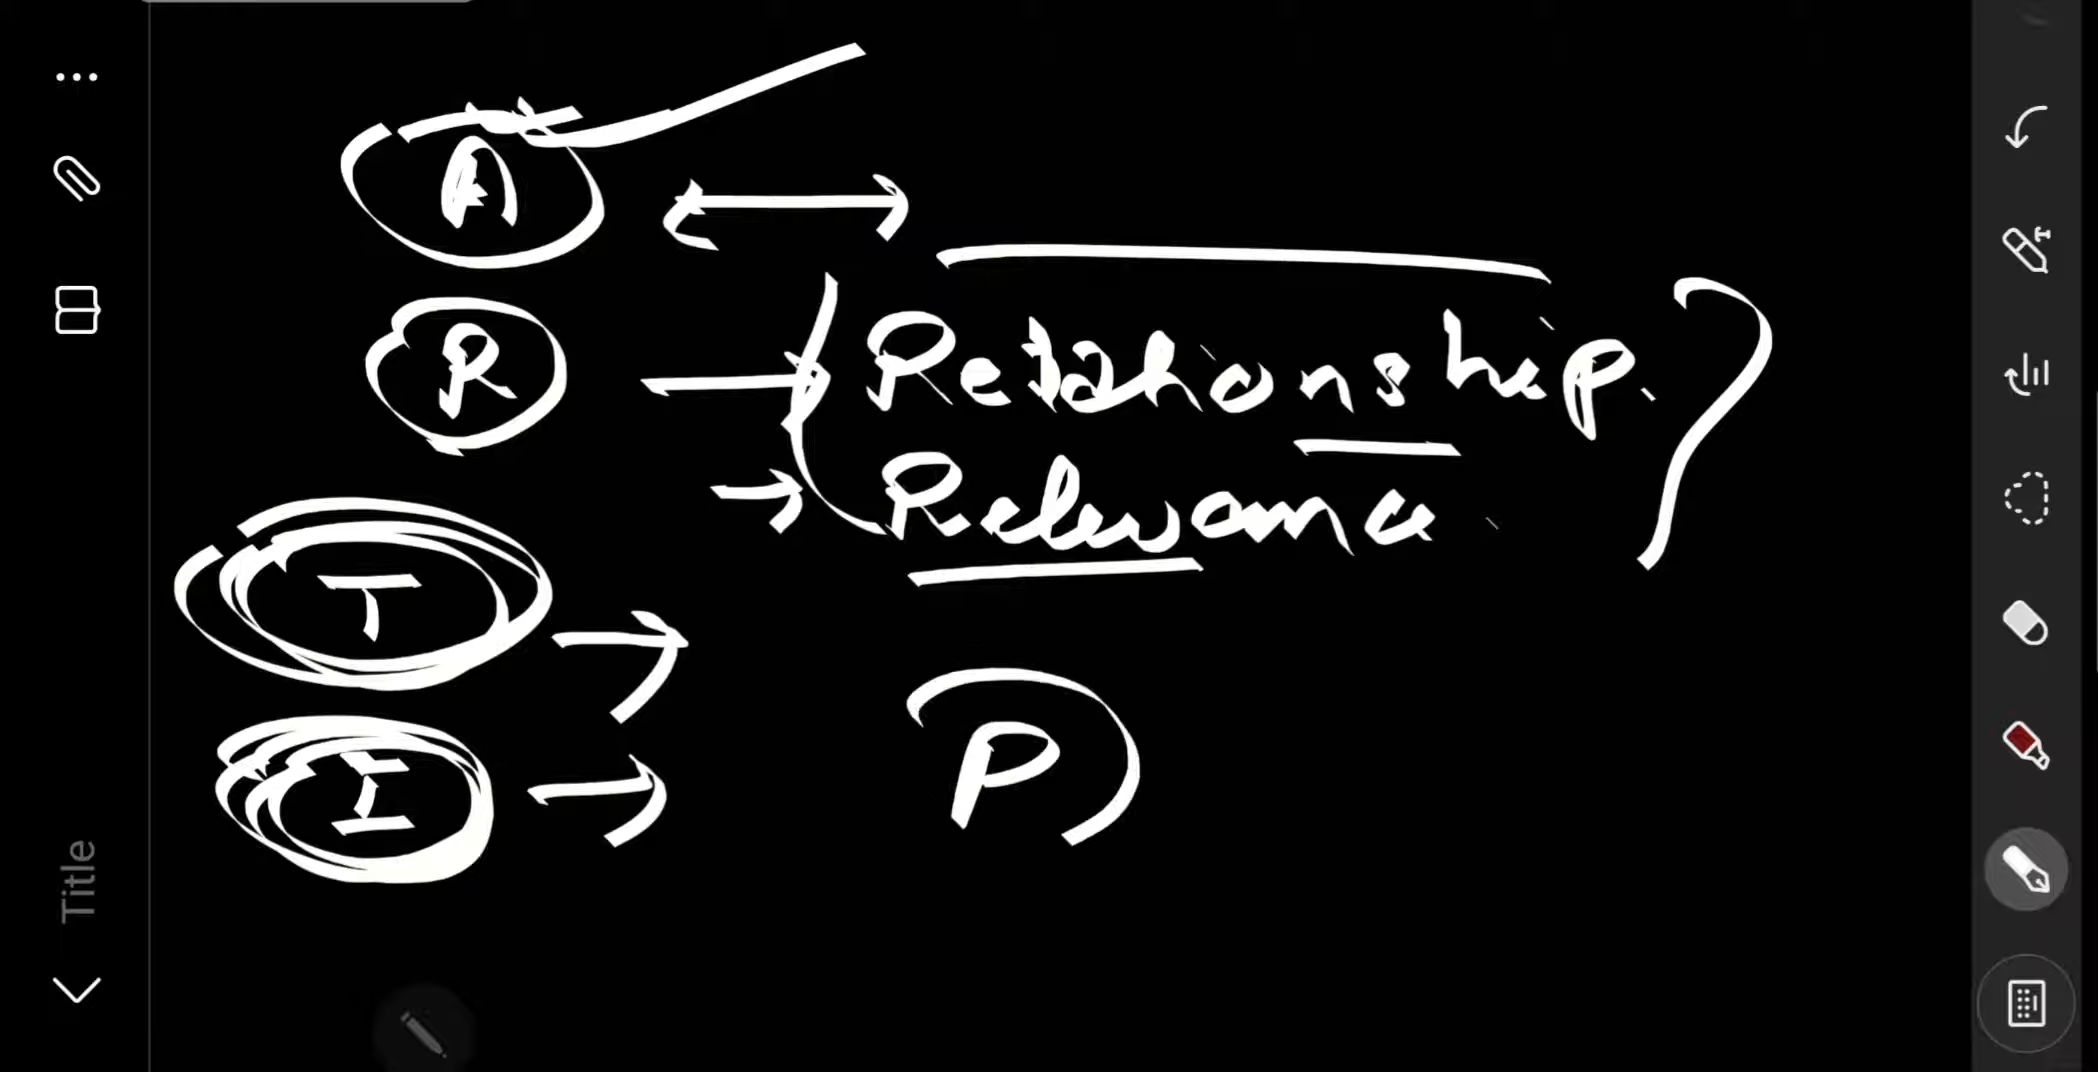 A
R Relationship.
Relevance.
T
I P
Title